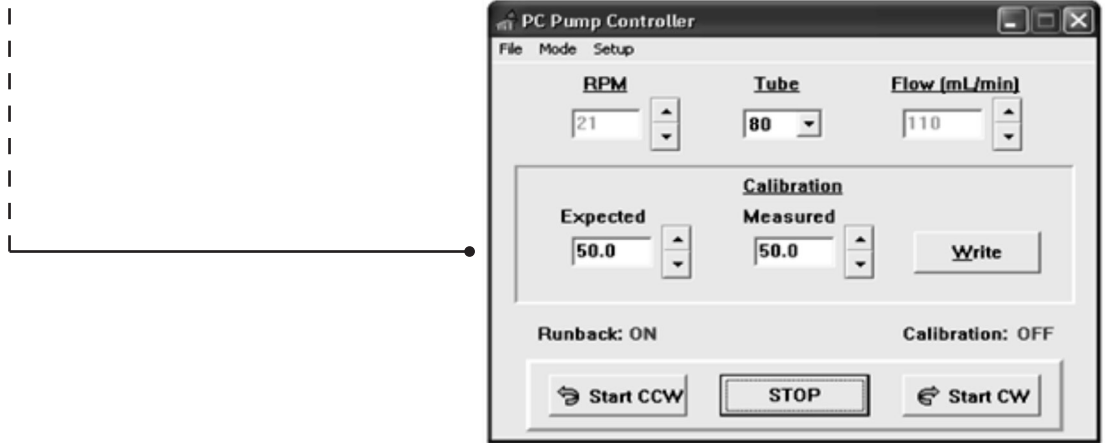 PC Pump Controller
File Mode Setup
RPM Tube Flow (mL/min)
21 80 110
Calibration
Expected Measured
50.0 50.0 Write
Runback: ON Calibration: OFF
Start CCW STOP Start CW